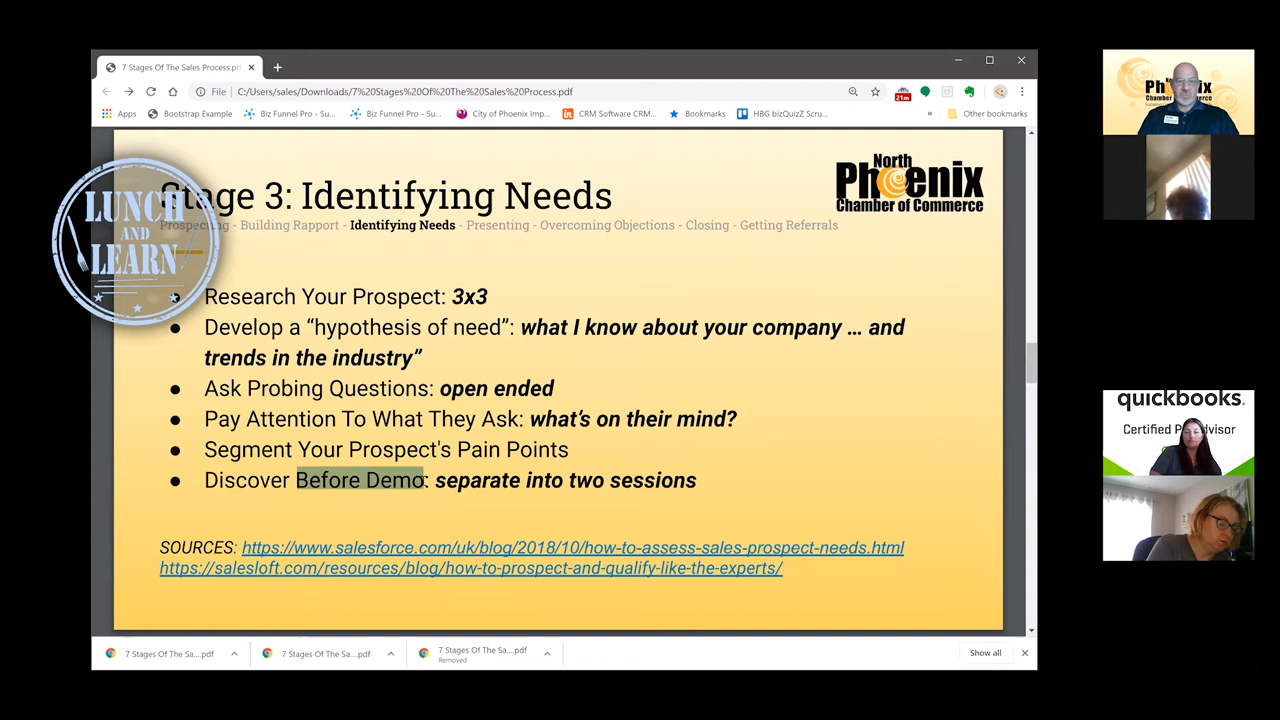 7 Stages Of The Sales Process.pdf
File
C:/Users/sales/Downloads/7%20Stages%20Of%20The%20Sales%20Process.pdf
21m
Apps
Bootstrap Example
Biz Funnel Pro - Su...
Biz Funnel Pro - Su...
City of Phoenix Imp...
CRM Software CRM...
Bookmarks
HBG bizQuizZ Scru...
»
Other bookmarks
LUNCH
AND
LEARN
Stage 3: Identifying Needs
North
Phoenix
Chamber of Commerce
Prospecting - Building Rapport - Identifying Needs - Presenting - Overcoming Objections - Closing - Getting Referrals
● Research Your Prospect: 3x3
● Develop a “hypothesis of need”: what I know about your company … and
trends in the industry”
● Ask Probing Questions: open ended
● Pay Attention To What They Ask: what’s on their mind?
● Segment Your Prospect's Pain Points
● Discover Before Demo: separate into two sessions
SOURCES: https://www.salesforce.com/uk/blog/2018/10/how-to-assess-sales-prospect-needs.html
https://salesloft.com/resources/blog/how-to-prospect-and-qualify-like-the-experts/
7 Stages Of The Sa....pdf
7 Stages Of The Sa....pdf
7 Stages Of The Sa....pdf
Removed
Show all
quickbooks.
Certified